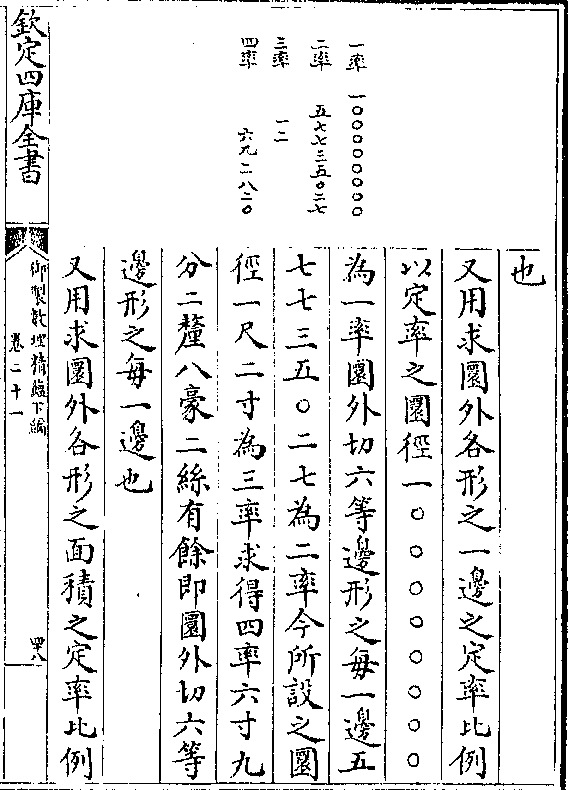 一率 一〇〇〇〇〇〇〇〇
二率 五七七三五〇二七
三率 一二
四率 六九二八二〇
也
又用求圜外各形之一邊之定率比例
以定率之圜徑一〇〇〇〇〇〇〇〇
為一率圜外切六等邊形之每一邊五
七七三五〇二七為二率今所設之圜
徑一尺二寸為三率求得四率六寸九
分二釐八豪二絲有餘即圜外切六等
邊形之每一邊也
又用求圜外各形之面積之定率比例
欽定四庫全書
御製數理精蘊下編
卷二十一
四八